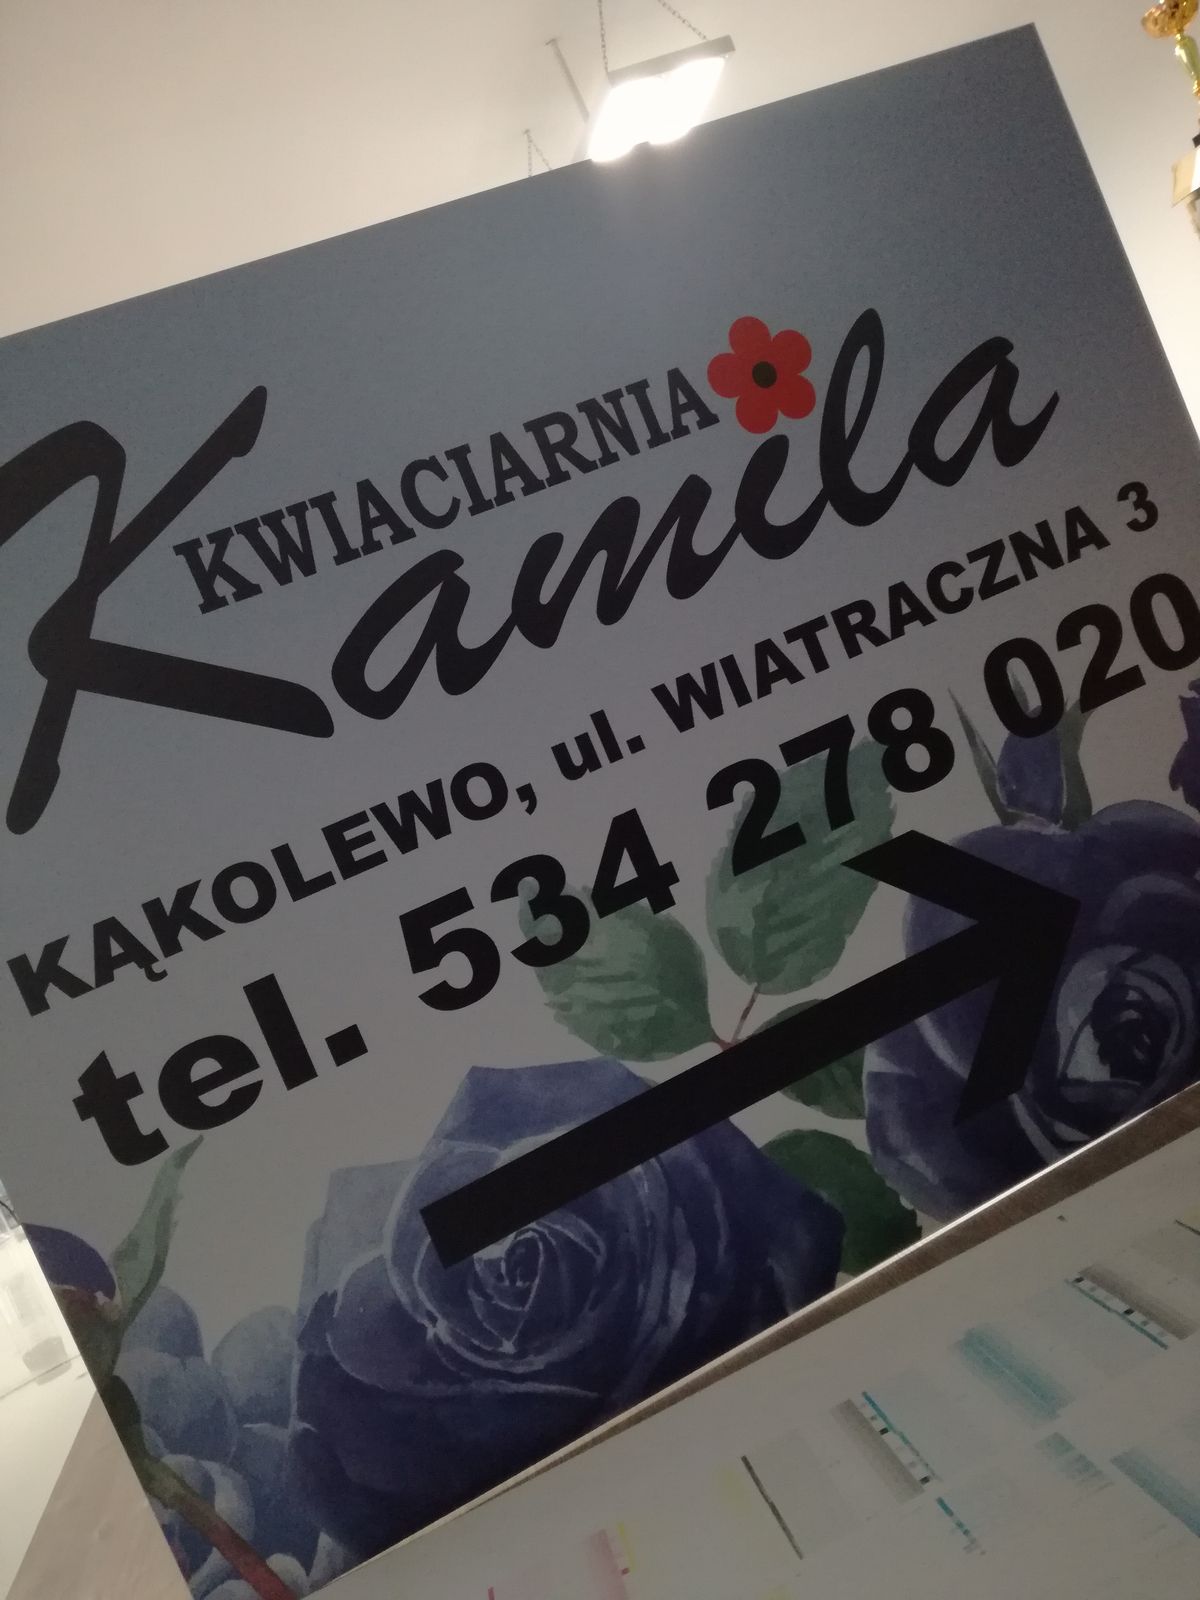 KWIACIARNIA
Kamila
KĄKOLEWO, ul. WIATRACZNA 3
tel. 534 278 020